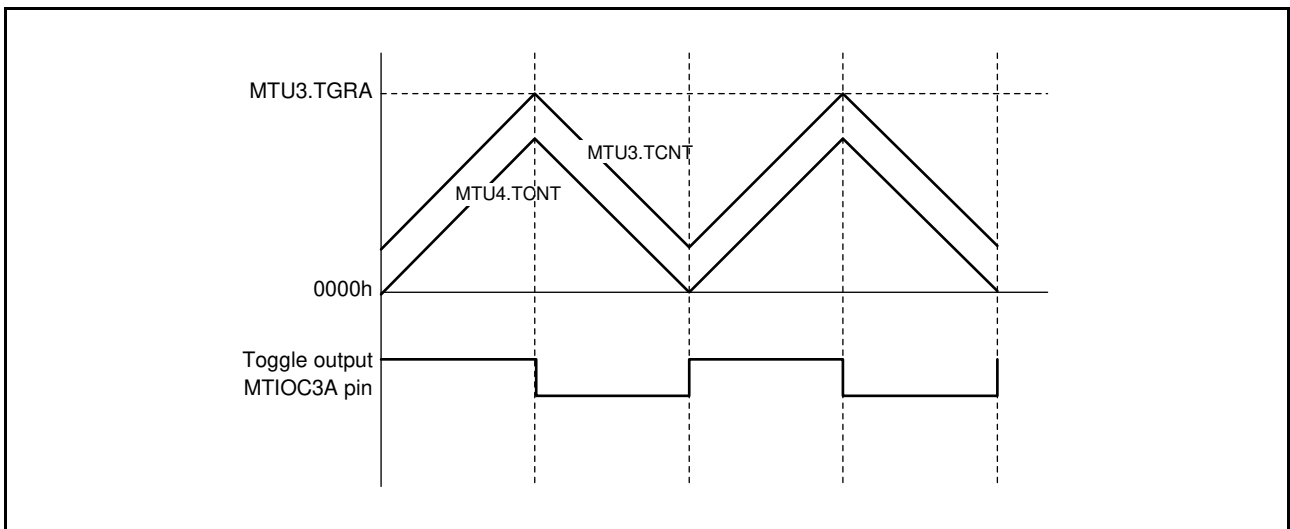 MTU3.TGRA
MTU3.TCNT
MTU4.TCNT
0000h
Toggle output
MTIOC3A pin